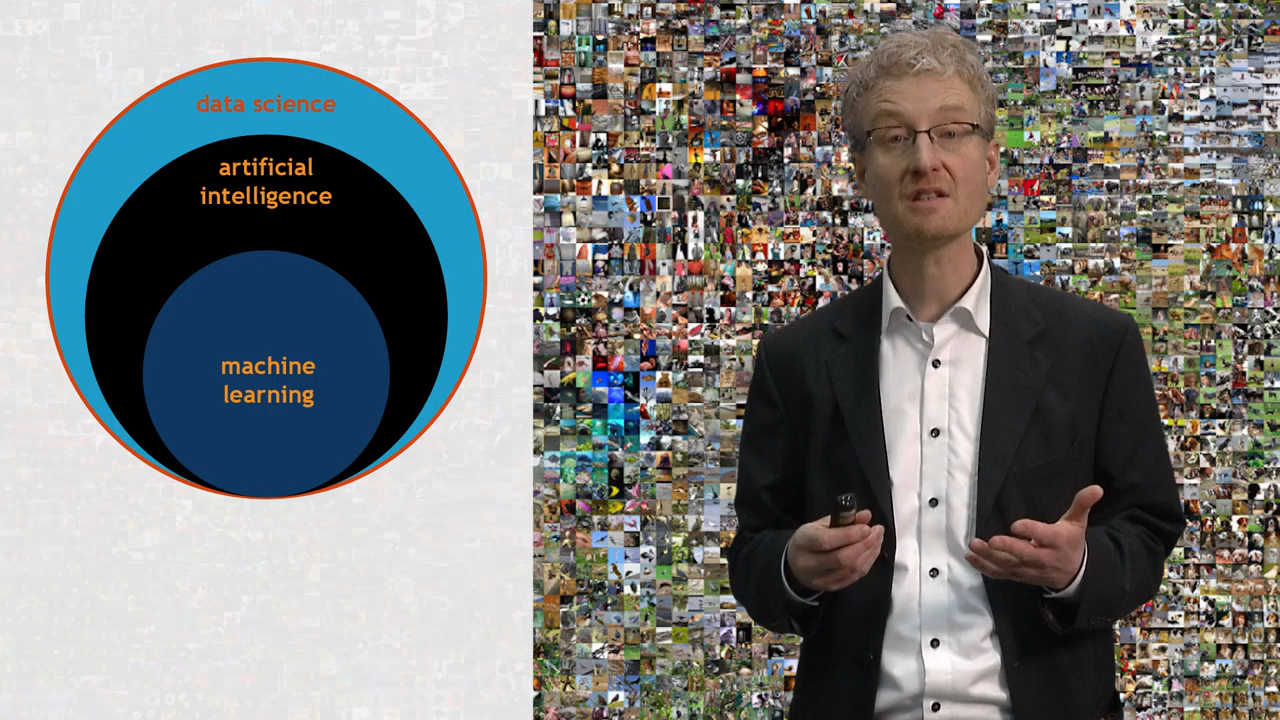 data science
artificial
intelligence
machine
learning